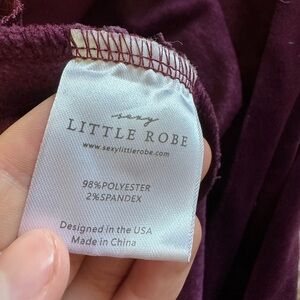 sexy
LITTLE ROBE
www.sexylittlerobe.com
98%POLYESTER
2%SPANDEX
Designed in the USA
Made in China